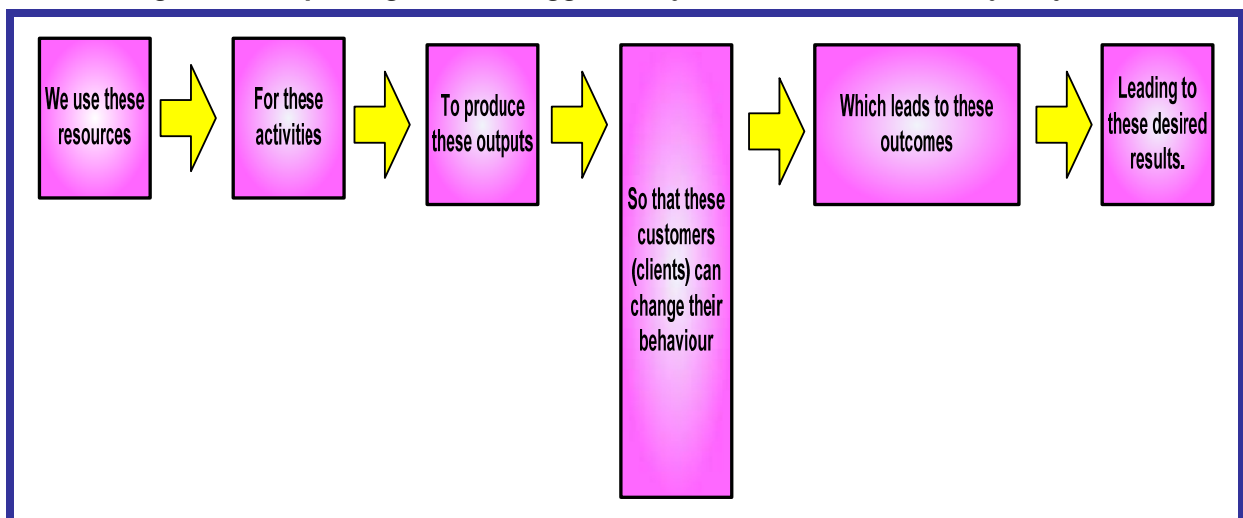 We use these
resources
For these
activities
To produce
these outputs
So that these
customers
(clients) can
change their
behaviour
Which leads to these
outcomes
Leading to
these desired
results.